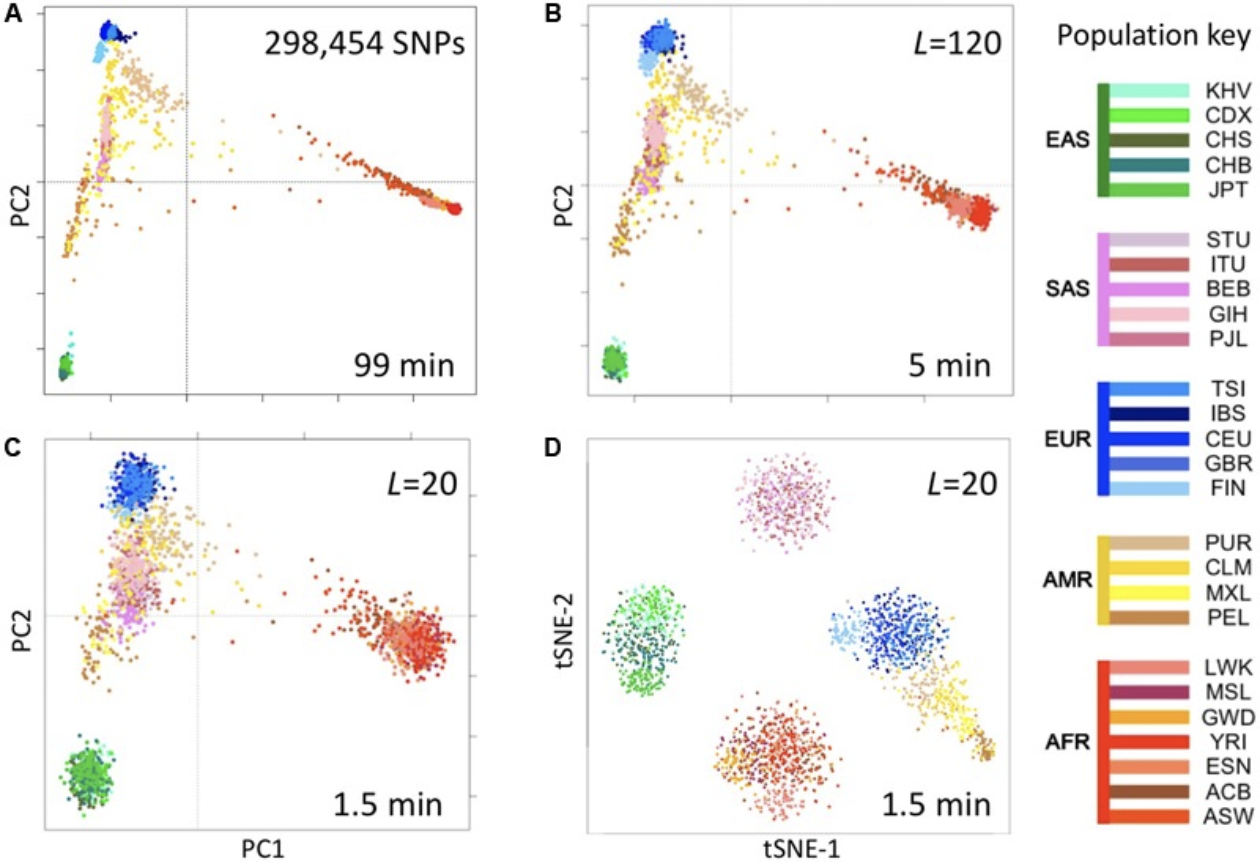 A
298,454 SNPs
PC2
99 min
B
L=120
PC2
5 min
C
L=20
PC2
1.5 min
PC1
D
L=20
tSNE-2
1.5 min
tSNE-1
Population key
EAS
KHV
CDX
CHS
CHB
JPT
SAS
STU
ITU
BEB
GIH
PJL
EUR
TSI
IBS
CEU
GBR
FIN
AMR
PUR
CLM
MXL
PEL
AFR
LWK
MSL
GWD
YRI
ESN
ACB
ASW